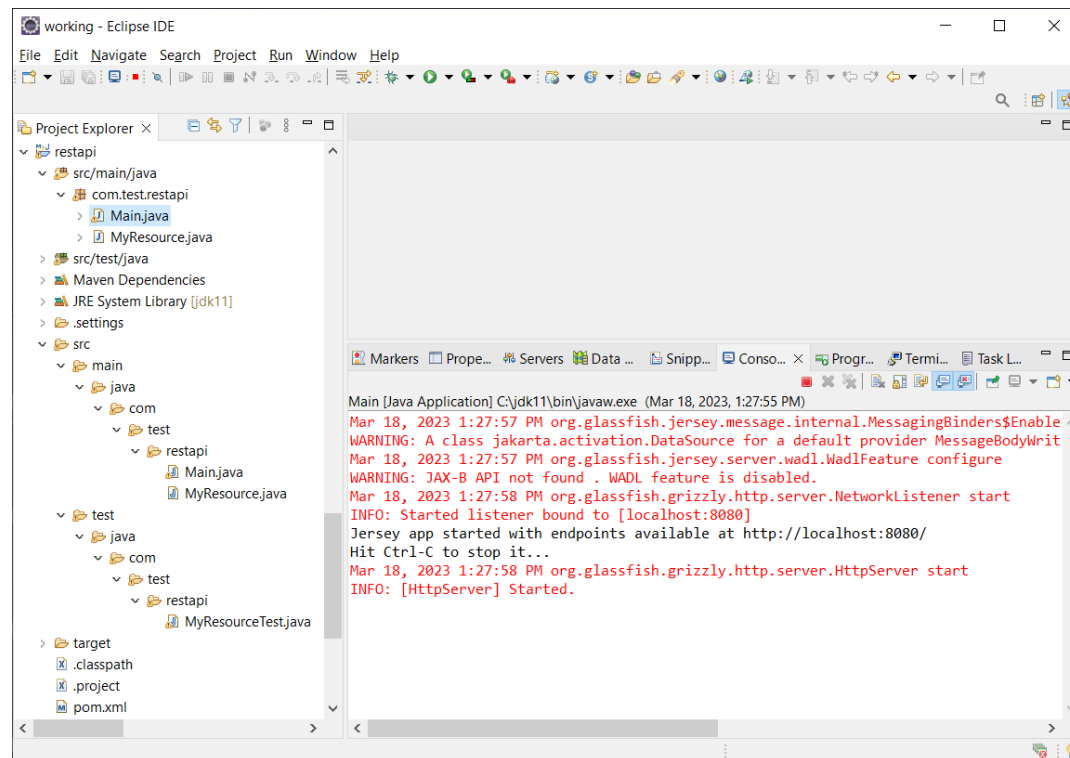 working - Eclipse IDE
File Edit Navigate Search Project Run Window Help
Project Explorer
restapi
src/main/java
com.test.restapi
Main.java
MyResource.java
src/test/java
Maven Dependencies
JRE System Library [jdk11]
.settings
src
main
java
com
test
restapi
Main.java
MyResource.java
test
java
com
test
restapi
MyResourceTest.java
target
.classpath
.project
pom.xml
Markers Prope... Servers Data ... Snipp... Conso... Progr... Termi... Task L...
Main [Java Application] C:\jdk11\bin\javaw.exe (Mar 18, 2023, 1:27:55 PM)
Mar 18, 2023 1:27:57 PM org.glassfish.jersey.message.internal.MessagingBinders$Enable
WARNING: A class jakarta.activation.DataSource for a default provider MessageBodyWrit
Mar 18, 2023 1:27:57 PM org.glassfish.jersey.server.wadl.WadlFeature configure
WARNING: JAX-B API not found . WADL feature is disabled.
Mar 18, 2023 1:27:58 PM org.glassfish.grizzly.http.server.NetworkListener start
INFO: Started listener bound to [localhost:8080]
Jersey app started with endpoints available at http://localhost:8080/
Hit Ctrl-C to stop it...
Mar 18, 2023 1:27:58 PM org.glassfish.grizzly.http.server.HttpServer start
INFO: [HttpServer] Started.